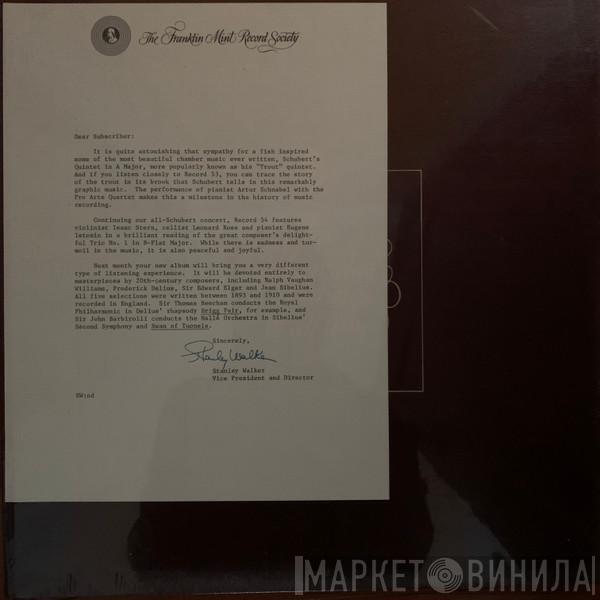 The Franklin Mint Record Society
Dear Subscriber:
It is quite astonishing that sympathy for a fish inspired
some of the most beautiful chamber music ever written, Schubert's
Quintet in A Major, more popularly known as his "Trout" quintet.
And if you listen closely to Record 53, you can trace the story
of the trout in its brook that Schubert tells in this remarkably
graphic music. The performance of pianist Artur Schnabel with the
Pro Arte Quartet makes this a milestone in the history of music
recording.
Continuing our all-Schubert concert, Record 54 features
violinist Isaac Stern, cellist Leonard Rose and pianist Eugene
Istomin in a brilliant reading of the great composer's delight-
ful Trio No. 1 in B-Flat Major. While there is sadness and tur-
moil in the music, it is also peaceful and joyful.
Next month your new album will bring you a very different
type of listening experience. It will be devoted entirely to
masterpieces by 20th-century composers, including Ralph Vaughan
Williams, Frederick Delius, Sir Edward Elgar and Jean Sibelius.
All five selections were written between 1893 and 1910 and were
recorded in England. Sir Thomas Beecham conducts the Royal
Philharmonic in Delius' rhapsody Brigg Fair, for example, and
Sir John Barbirolli conducts the Hallé Orchestra in Sibelius'
Second Symphony and Swan of Tuonela.
Sincerely,
Stanley Walker
Stanley Walker
Vice President and Director
SW:nd
МАРКЕТ ВИНИЛА